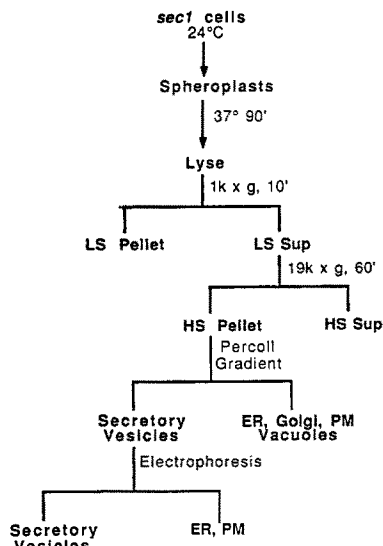 sec1 cells
24°C
Spheroplasts
37° 90'
Lyse
1k x g, 10'
LS Pellet
LS Sup
19k x g, 60'
HS Pellet
HS Sup
Percoll
Gradient
Secretory
Vesicles
ER, Golgi, PM
Vacuoles
Electrophoresis
Secretory
Vesicles
ER, PM